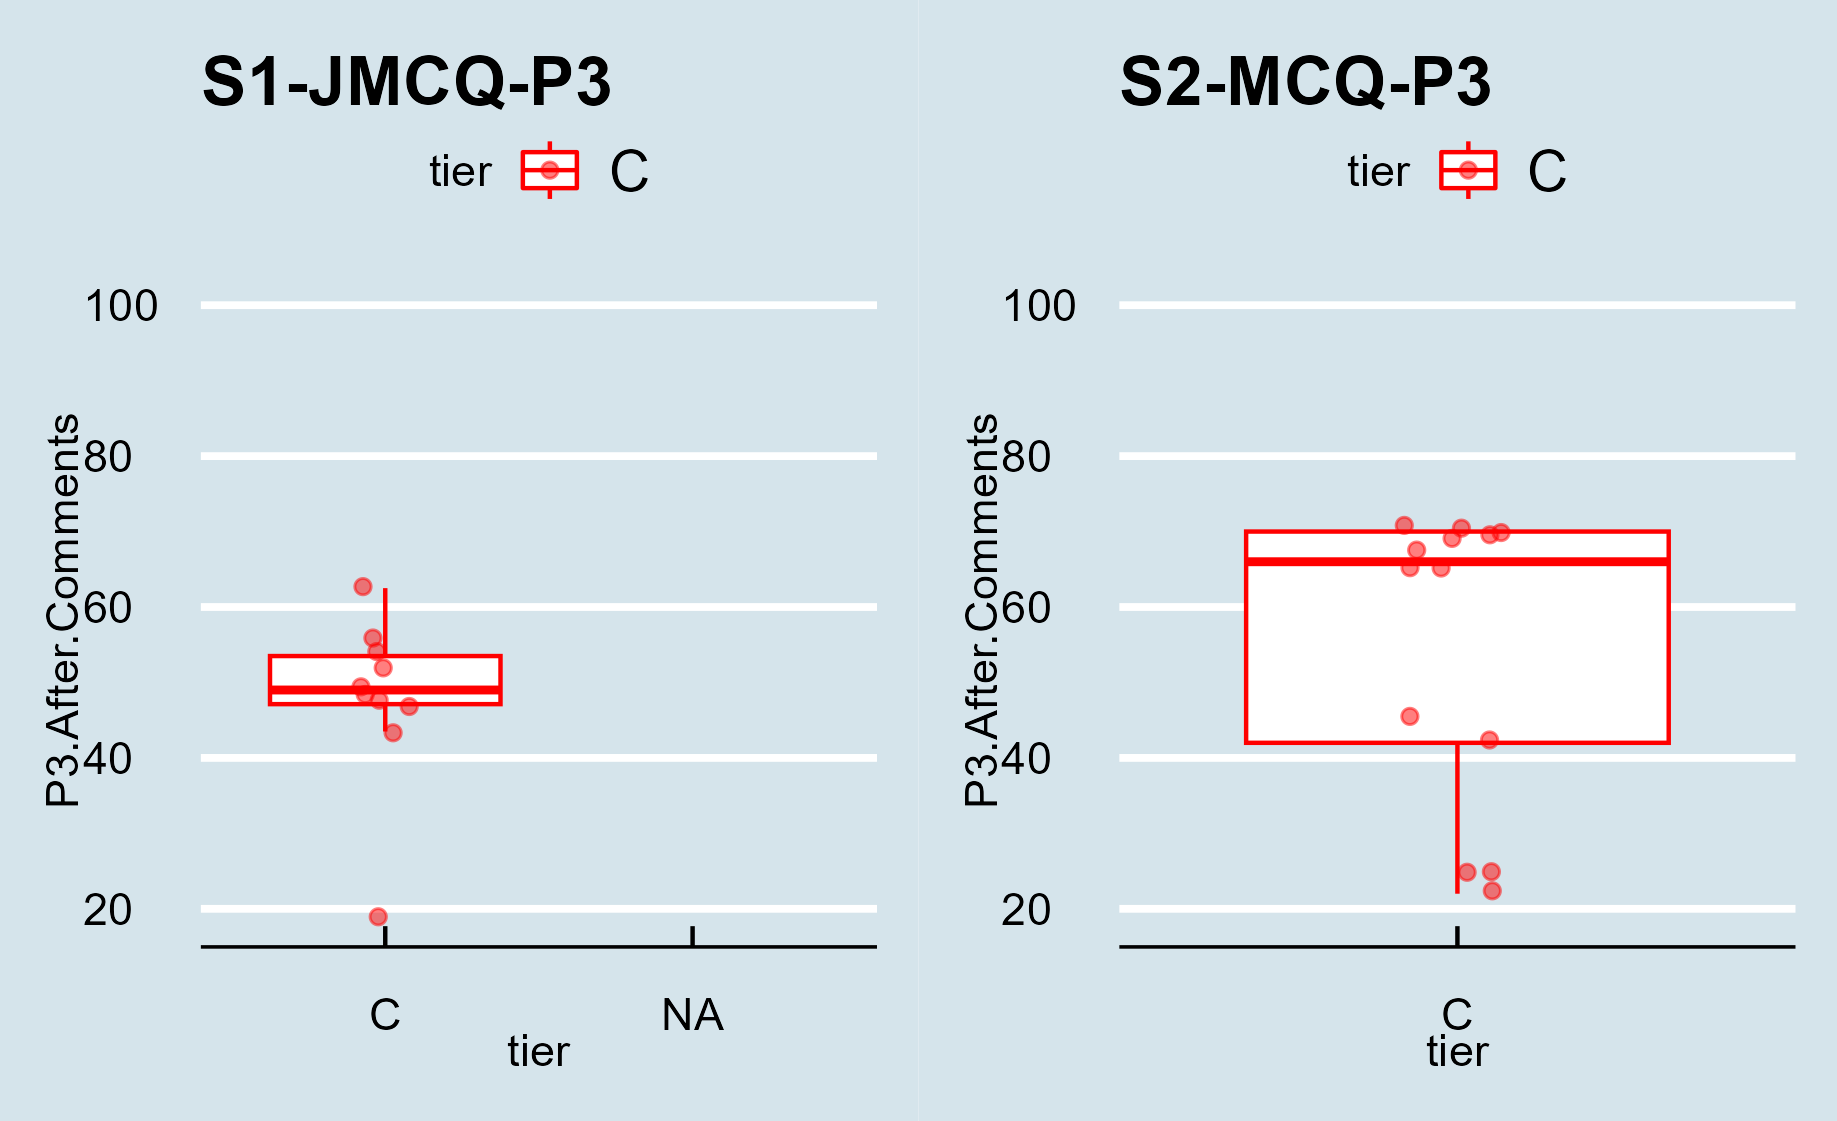 S1-JMCQ-P3
tier C
100
80
60
40
20
P3.After.Comments
C NA
tier
S2-MCQ-P3
tier C
100
80
60
40
20
P3.After.Comments
C
tier